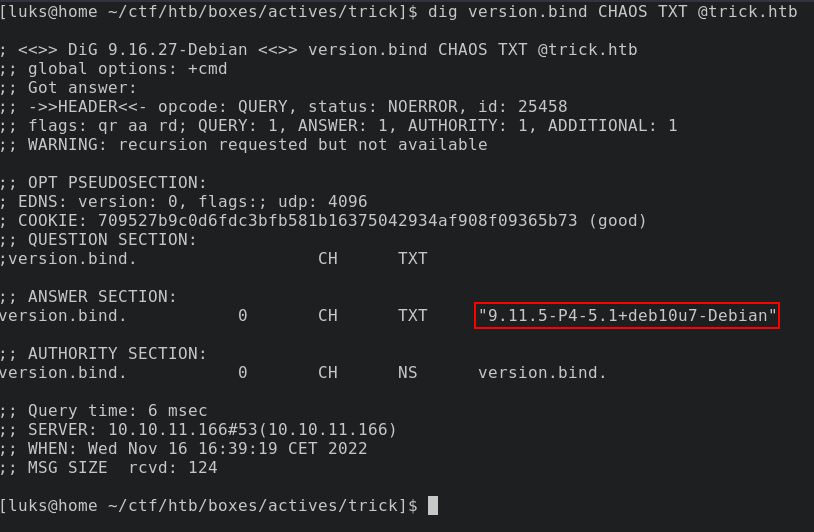 [luks@home ~/ctf/htb/boxes/actives/trick]$ dig version.bind CHAOS TXT @trick.htb
; <<>> DiG 9.16.27-Debian <<>> version.bind CHAOS TXT @trick.htb
;; global options: +cmd
;; Got answer:
;; ->>HEADER<<- opcode: QUERY, status: NOERROR, id: 25458
;; flags: qr aa rd; QUERY: 1, ANSWER: 1, AUTHORITY: 1, ADDITIONAL: 1
;; WARNING: recursion requested but not available
;; OPT PSEUDOSECTION:
; EDNS: version: 0, flags:; udp: 4096
; COOKIE: 709527b9c0d6fdc3bfb581b16375042934af908f09365b73 (good)
;; QUESTION SECTION:
;version.bind. CH TXT
;; ANSWER SECTION:
version.bind. 0 CH TXT "9.11.5-P4-5.1+deb10u7-Debian"
;; AUTHORITY SECTION:
version.bind. 0 CH NS version.bind.
;; Query time: 6 msec
;; SERVER: 10.10.11.166#53(10.10.11.166)
;; WHEN: Wed Nov 16 16:39:19 CET 2022
;; MSG SIZE rcvd: 124
[luks@home ~/ctf/htb/boxes/actives/trick]$